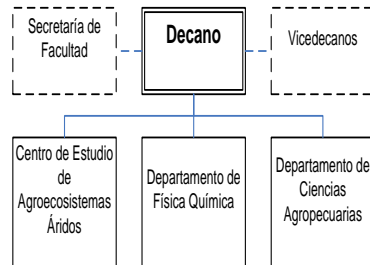 Secretaría de
Facultad
Decano
Vicedecanos
Centro de Estudio
de
Agroecosistemas
Áridos
Departamento de
Física Química
Departamento de
Ciencias
Agropecuarias